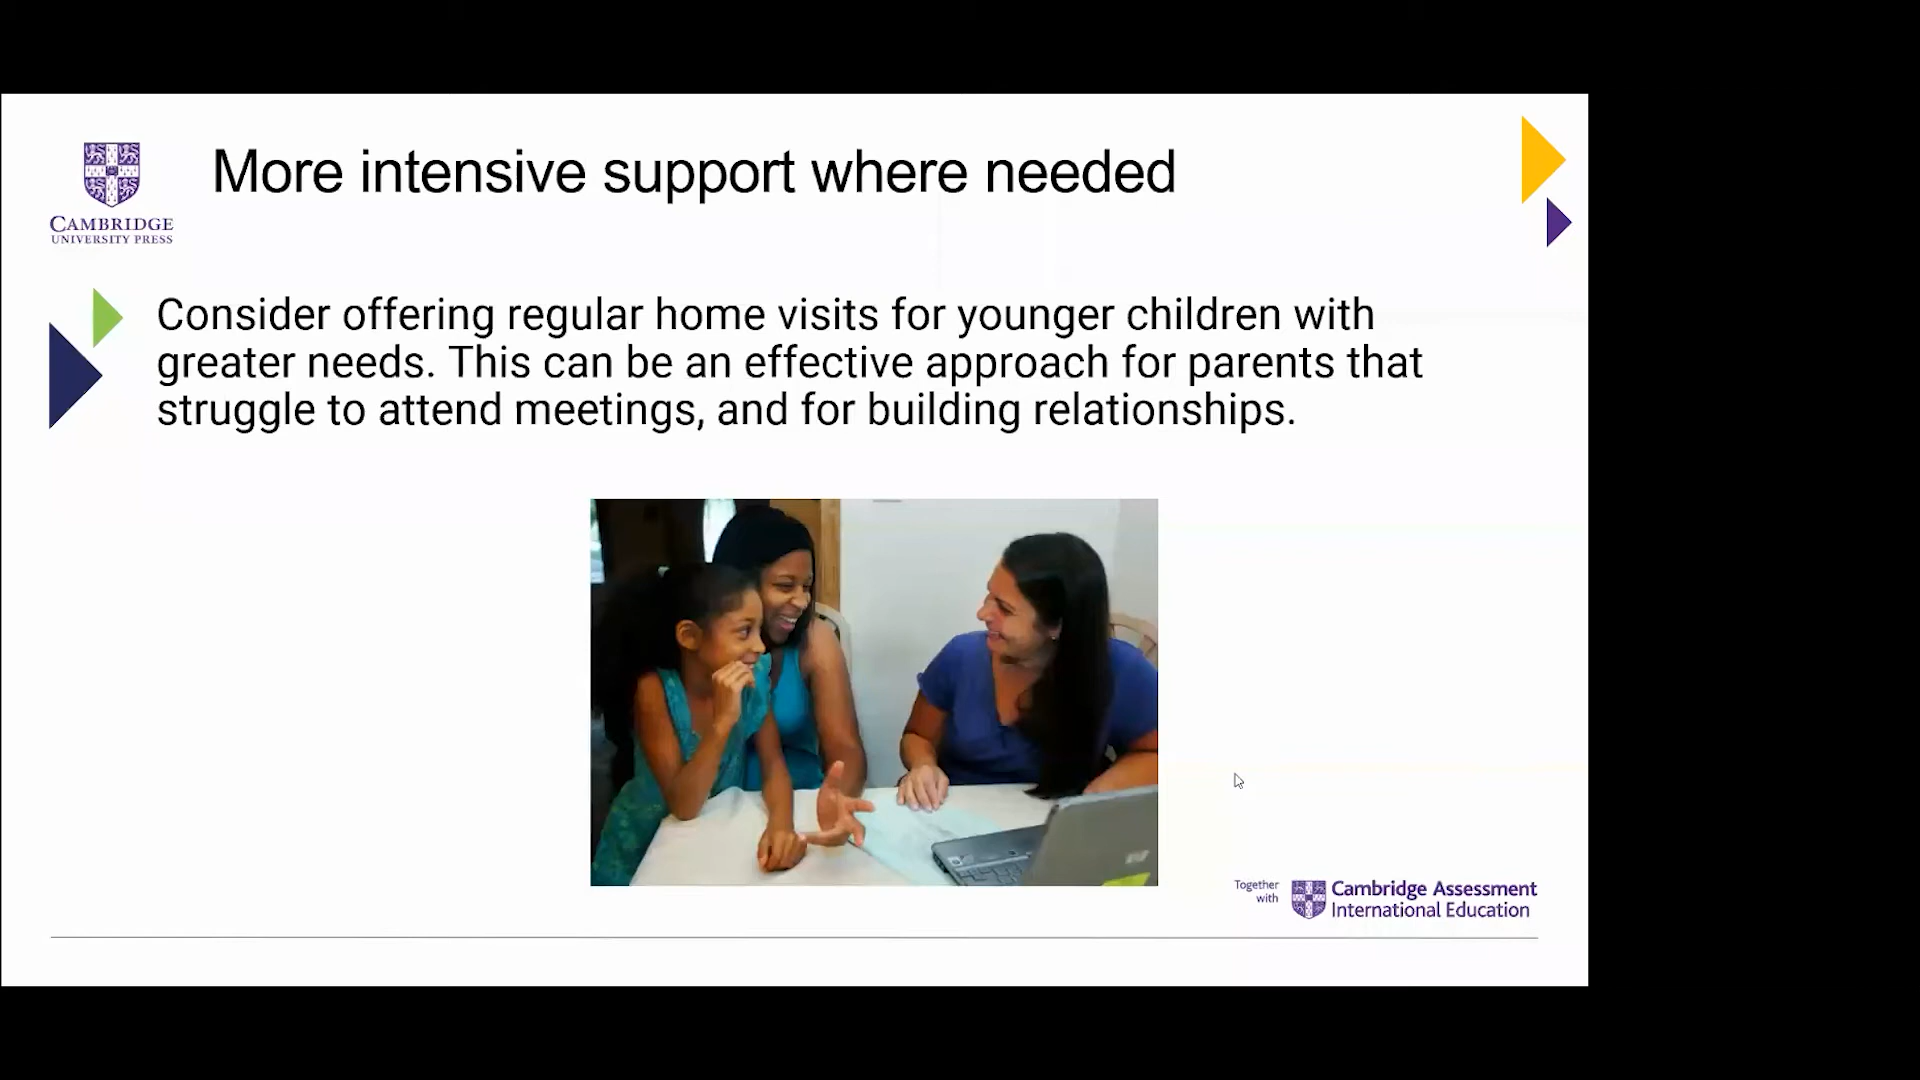 More intensive support where needed
CAMBRIDGE
UNIVERSITY PRESS
Consider offering regular home visits for younger children with
greater needs. This can be an effective approach for parents that
struggle to attend meetings, and for building relationships.
Together
with
Cambridge Assessment
International Education